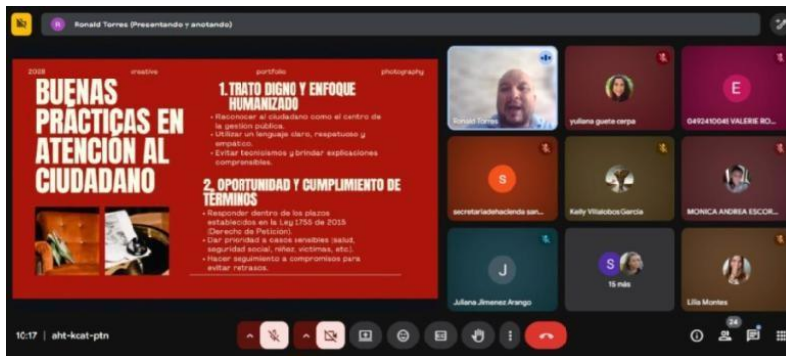 R
Ronald Torres (Presentando y anotando)
2028 creative portfolio photography
BUENAS
PRÁCTICAS EN
ATENCIÓN AL
CIUDADANO
1. TRATO DIGNO Y ENFOQUE
HUMANIZADO
• Reconocer al ciudadano como el centro de
la gestión pública.
• Utilizar un lenguaje claro, respetuoso y
empático.
• Evitar tecnicismos y brindar explicaciones
comprensibles.
2. OPORTUNIDAD Y CUMPLIMIENTO DE
TÉRMINOS
• Responder dentro de los plazos
establecidos en la Ley 1755 de 2015
(Derecho de Petición).
• Dar prioridad a casos sensibles (salud,
seguridad social, niñez, víctimas, etc).
• Hacer seguimiento a compromisos para
evitar retrasos.
Ronald Torres
yuliana guete cerpa
E
0492410041 VALERIE RO...
S
secretariadehacienda san...
Kelly Villalobos Garcia
MONICA ANDREA ESCOR...
J
Juliana Jimenez Arango
S
15 más
Lilia Montes
10:17 | aht-kcat-ptn
24